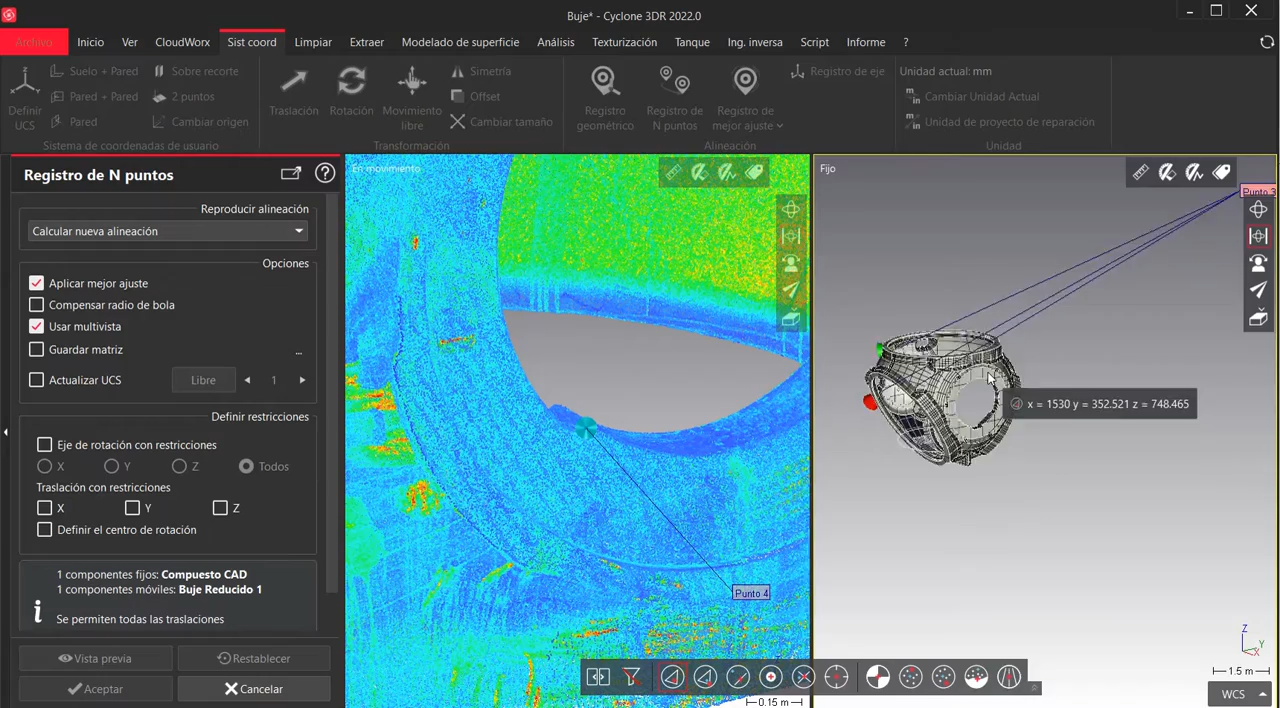 Buje* - Cyclone 3DR 2022.0
Archivo Inicio Ver CloudWorx Sist coord Limpiar Extraer Modelado de superficie Análisis Texturización Tanque Ing. inversa Script Informe ?
Definir UCS
Suelo + Pared
Pared + Pared
Pared
Sobre recorte
2 puntos
Cambiar origen
Sistema de coordenadas de usuario
Traslación
Rotación
Movimiento libre
Simetría
Offset
Cambiar tamaño
Transformación
Registro geométrico
Registro de N puntos
Registro de mejor ajuste
Registro de eje
Alineación
Unidad actual: mm
Cambiar Unidad Actual
Unidad de proyecto de reparación
Unidad
Registro de N puntos
Reproducir alineación
Calcular nueva alineación
Opciones
Aplicar mejor ajuste
Compensar radio de bola
Usar multivista
Guardar matriz ...
Actualizar UCS Libre 1
Definir restricciones
Eje de rotación con restricciones
X Y Z Todos
Traslación con restricciones
X Y Z
Definir el centro de rotación
1 componentes fijos: Compuesto CAD
1 componentes móviles: Buje Reducido 1
Se permiten todas las traslaciones
Vista previa Restablecer
Aceptar Cancelar
En movimiento
Punto 4
0.15 m
Fijo
Punto 3
x = 1530 y = 352.521 z = 748.465
Z
Y
X
1.5 m
WCS